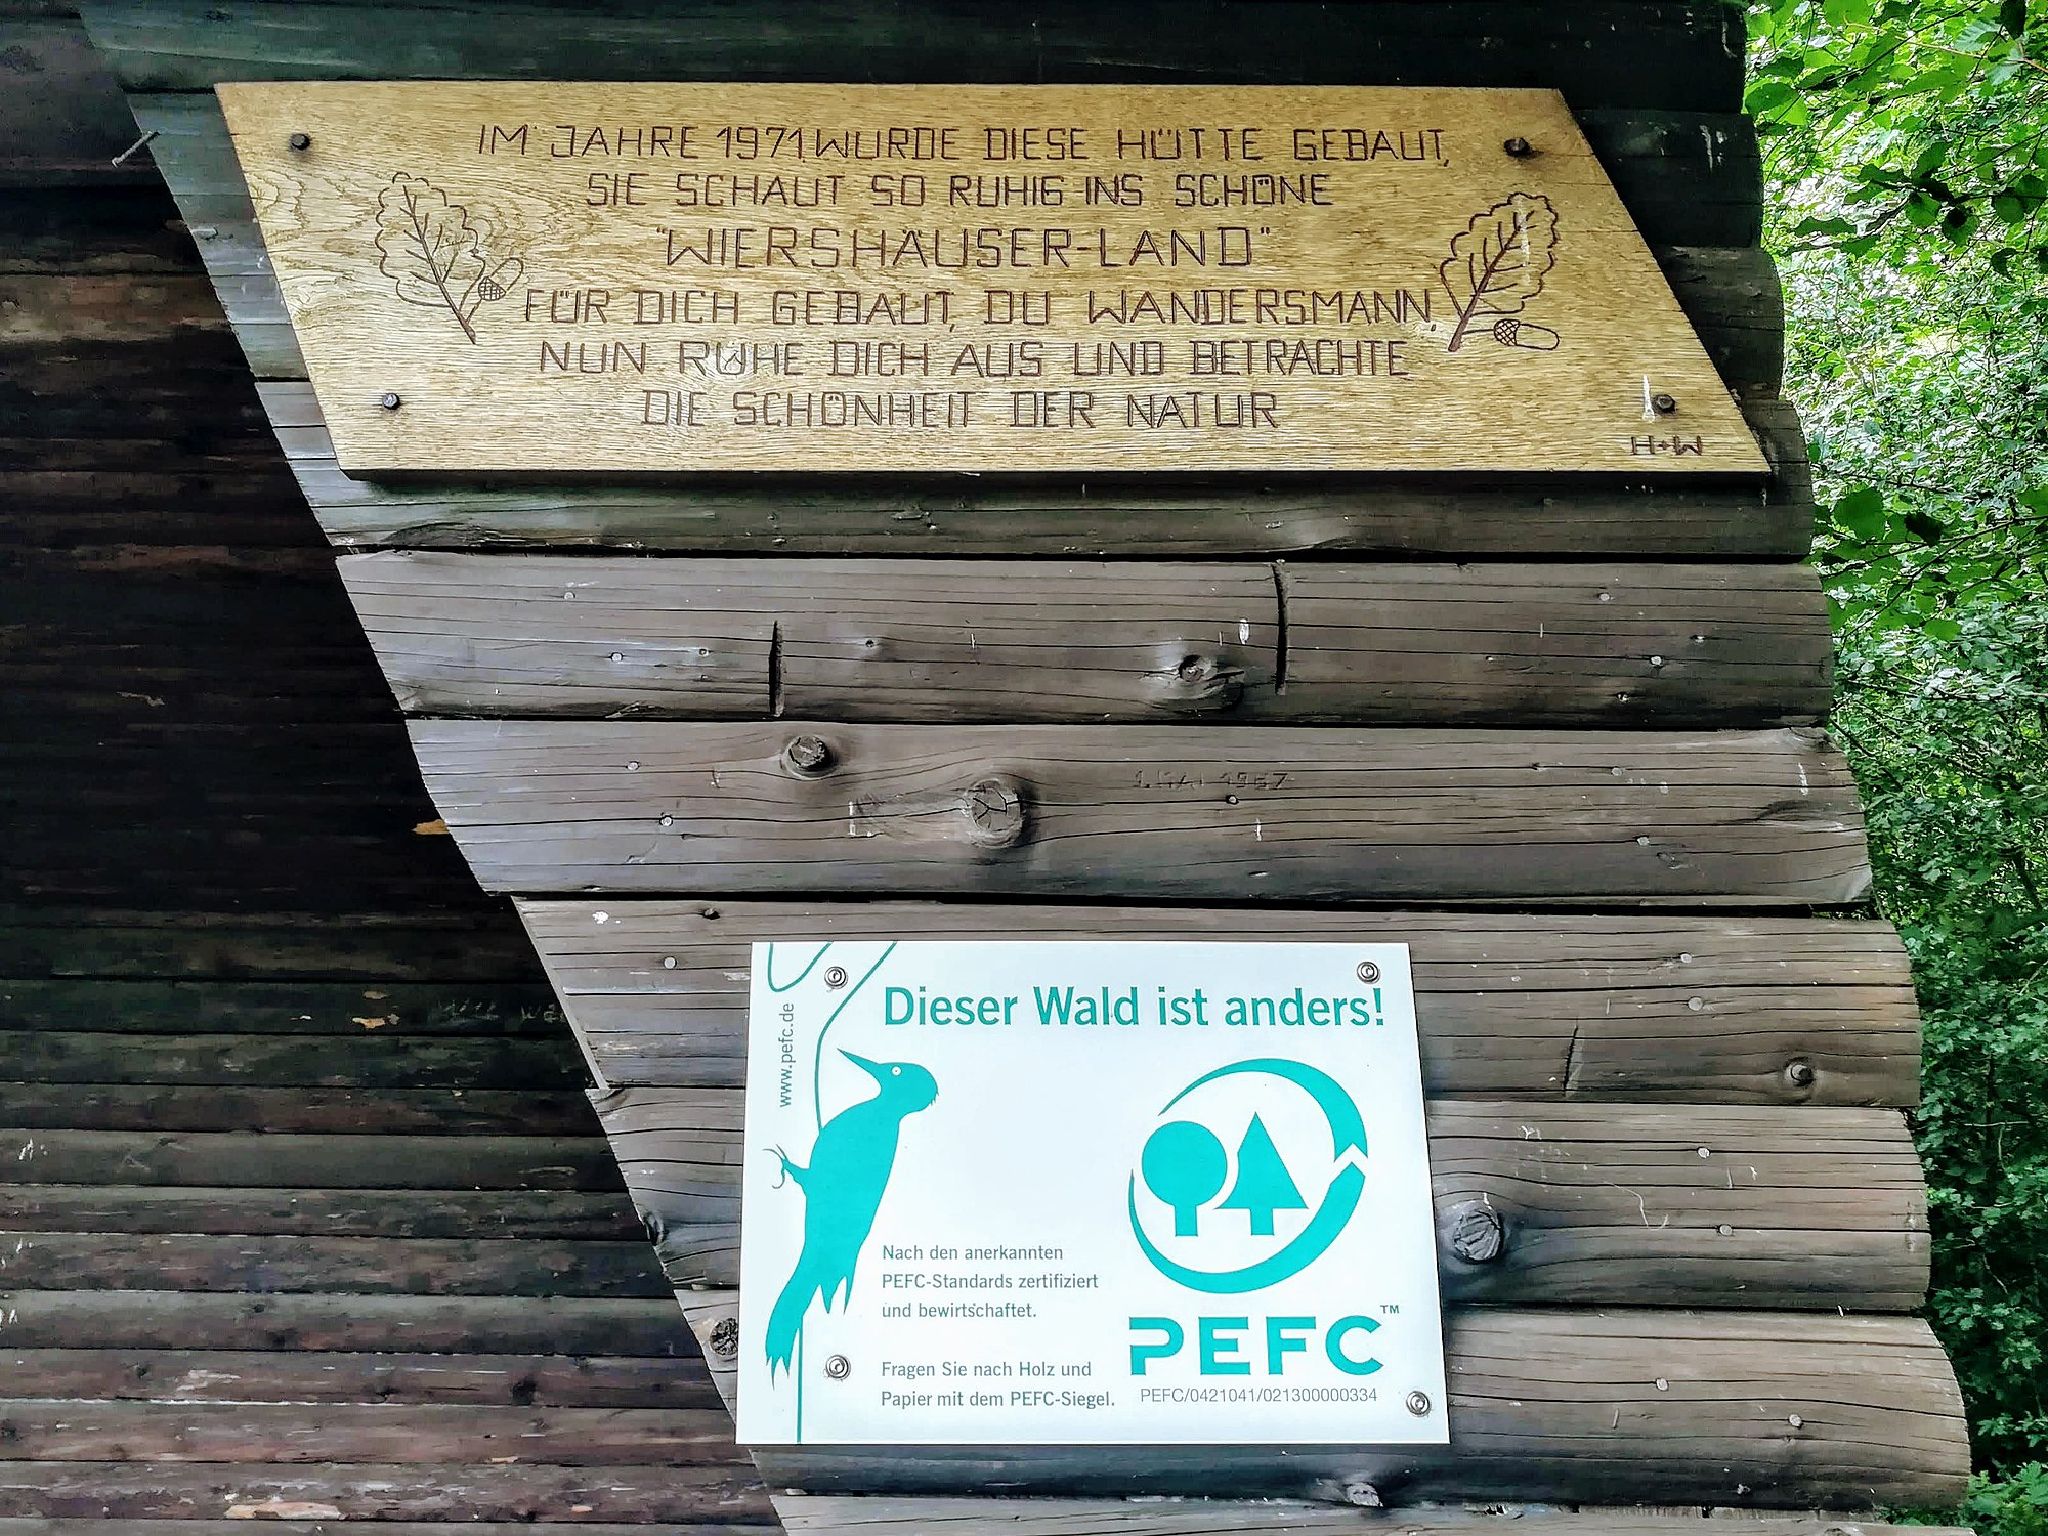 IM JAHRE 1971 WURDE DIESE HÜTTE GEBAUT,
SIE SCHAUT SO RUHIG INS SCHÖNE
"WIERSHÄUSER-LAND"
FÜR DICH GEBAUT, DU WANDERSMANN,
NUN RUHE DICH AUS UND BETRACHTE
DIE SCHÖNHEIT DER NATUR
H+W
www.pefc.de
Dieser Wald ist anders!
Nach den anerkannten
PEFC-Standards zertifiziert
und bewirtschaftet.
Fragen Sie nach Holz und
Papier mit dem PEFC-Siegel.
PEFC™
PEFC/0421041/021300000334